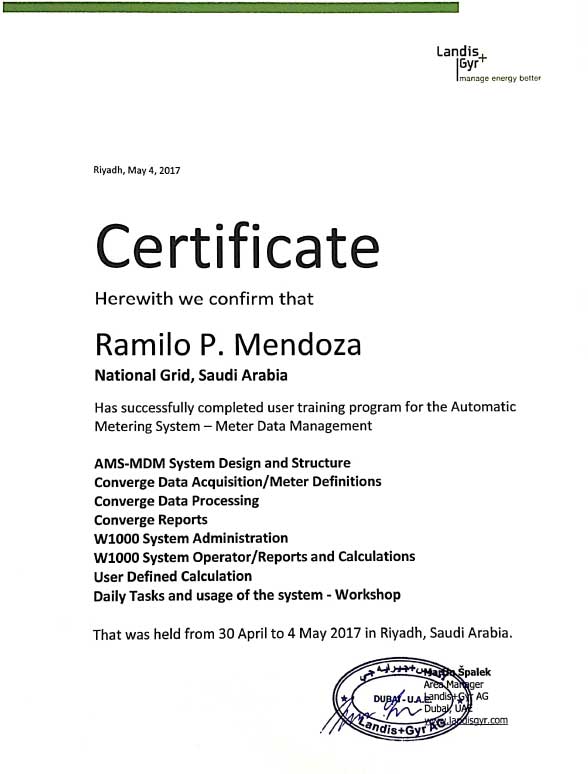 Landis
Gyr+
manage energy better
Riyadh, May 4, 2017
Certificate
Herewith we confirm that
Ramilo P. Mendoza
National Grid, Saudi Arabia
Has successfully completed user training program for the Automatic
Metering System – Meter Data Management
AMS-MDM System Design and Structure
Converge Data Acquisition/Meter Definitions
Converge Data Processing
Converge Reports
W1000 System Administration
W1000 System Operator/Reports and Calculations
User Defined Calculation
Daily Tasks and usage of the system - Workshop
That was held from 30 April to 4 May 2017 in Riyadh, Saudi Arabia.
Martin Špalek
Area Manager
Landis+Gyr AG
Dubai, UAE
www.landisgyr.com
DUBAI - U.A.E.
Landis+Gyr AG